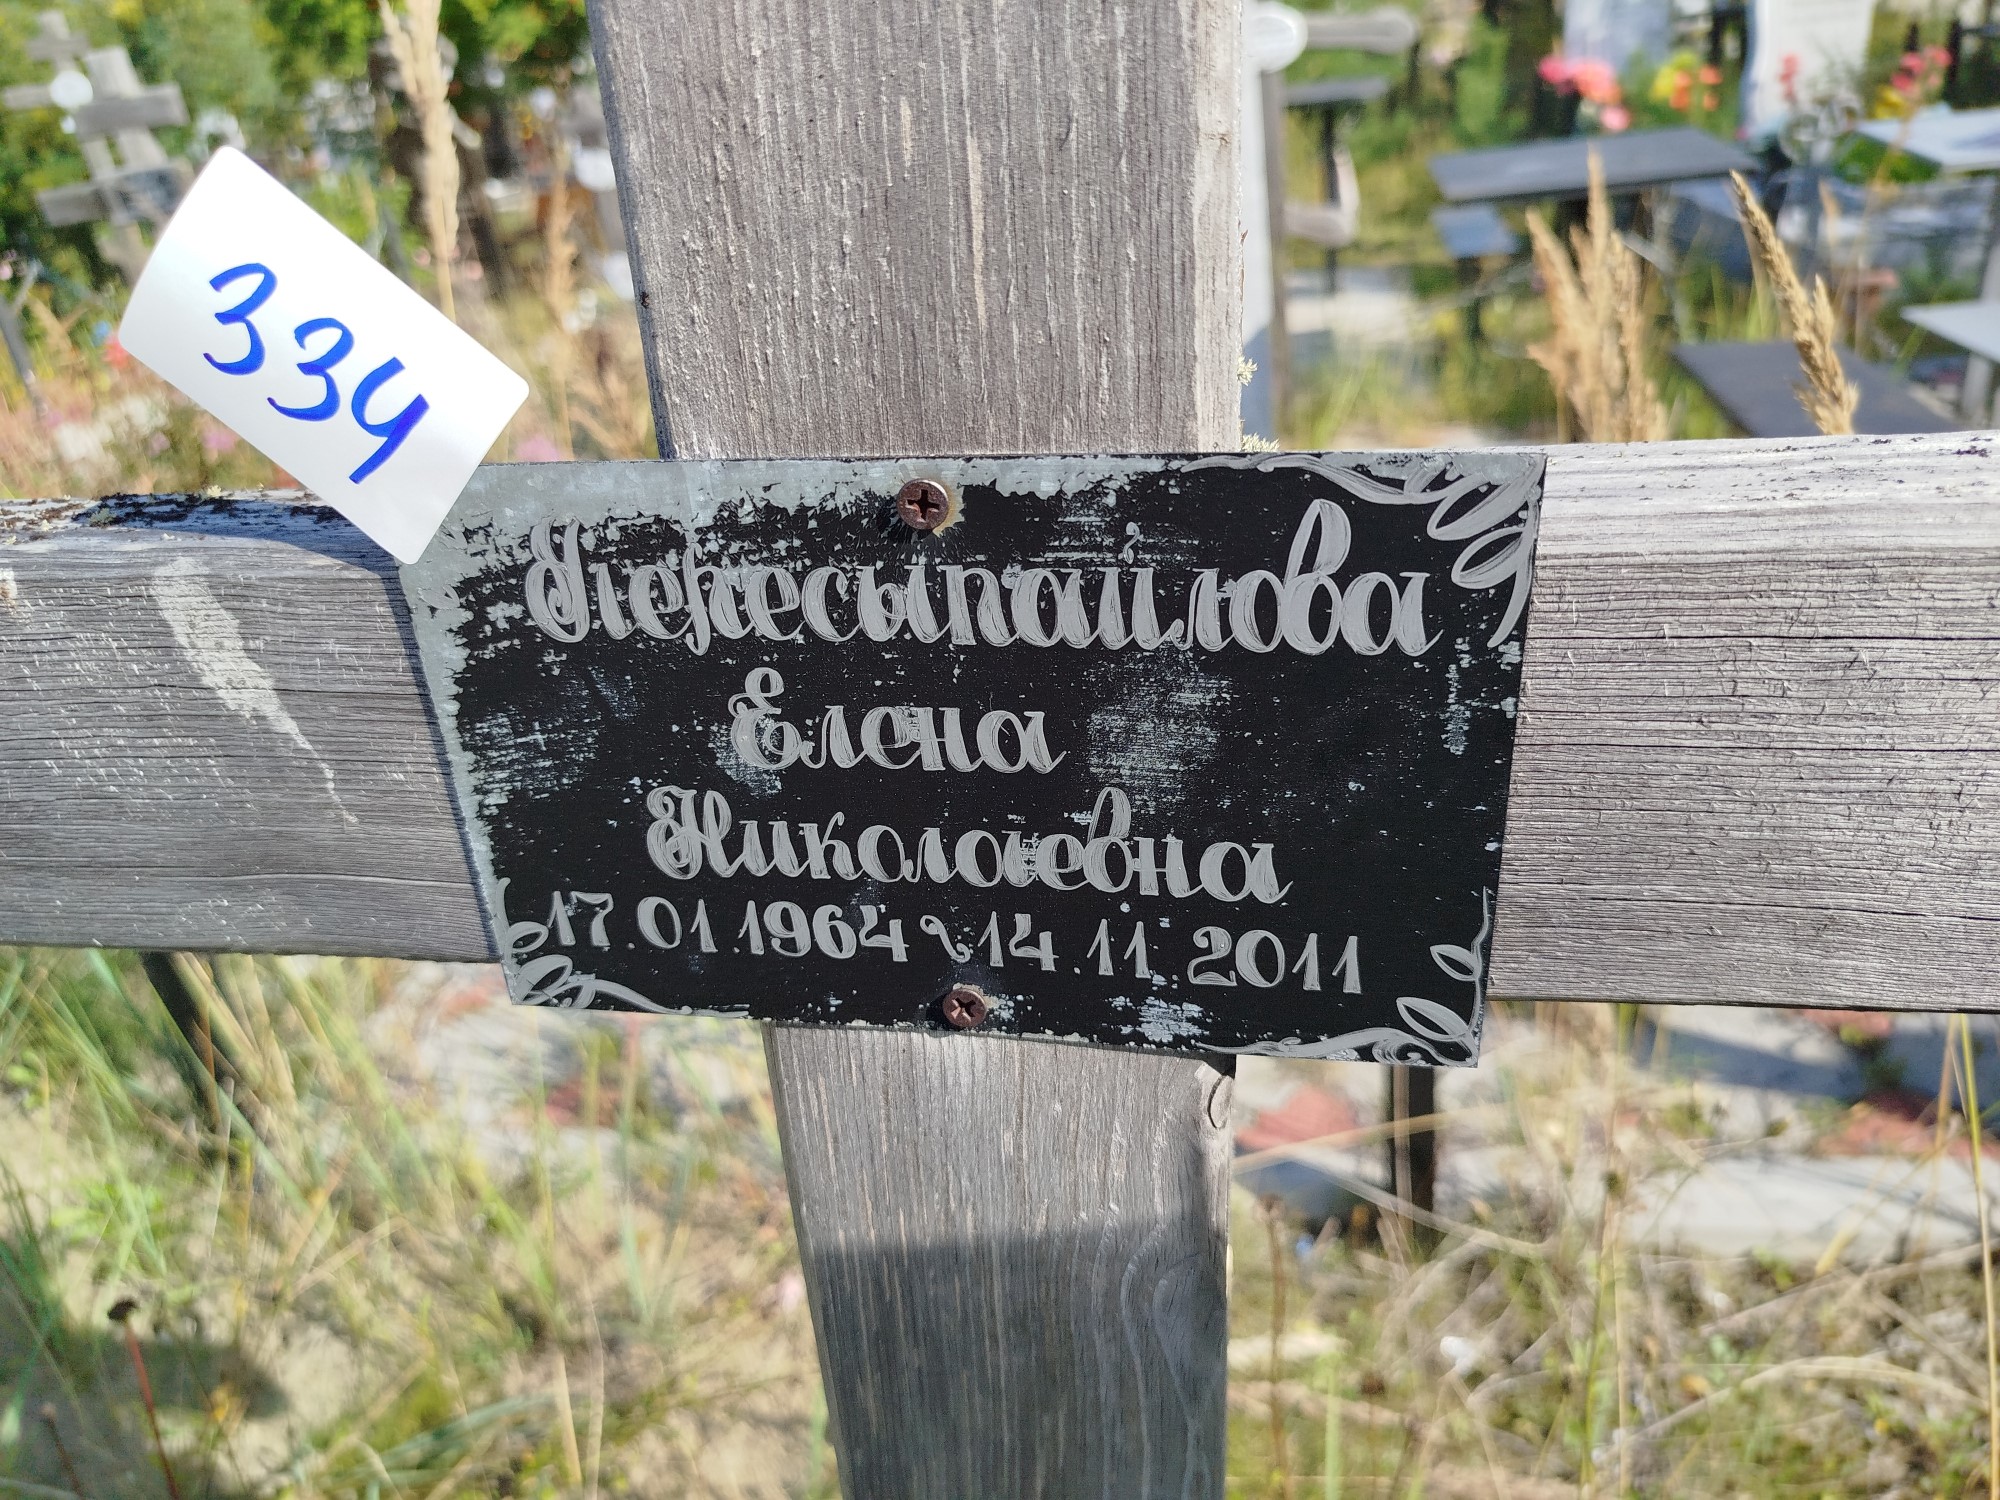 334
Пересыпайлова
Елена
Николаевна
17.01.1964 ~ 14.11.2011